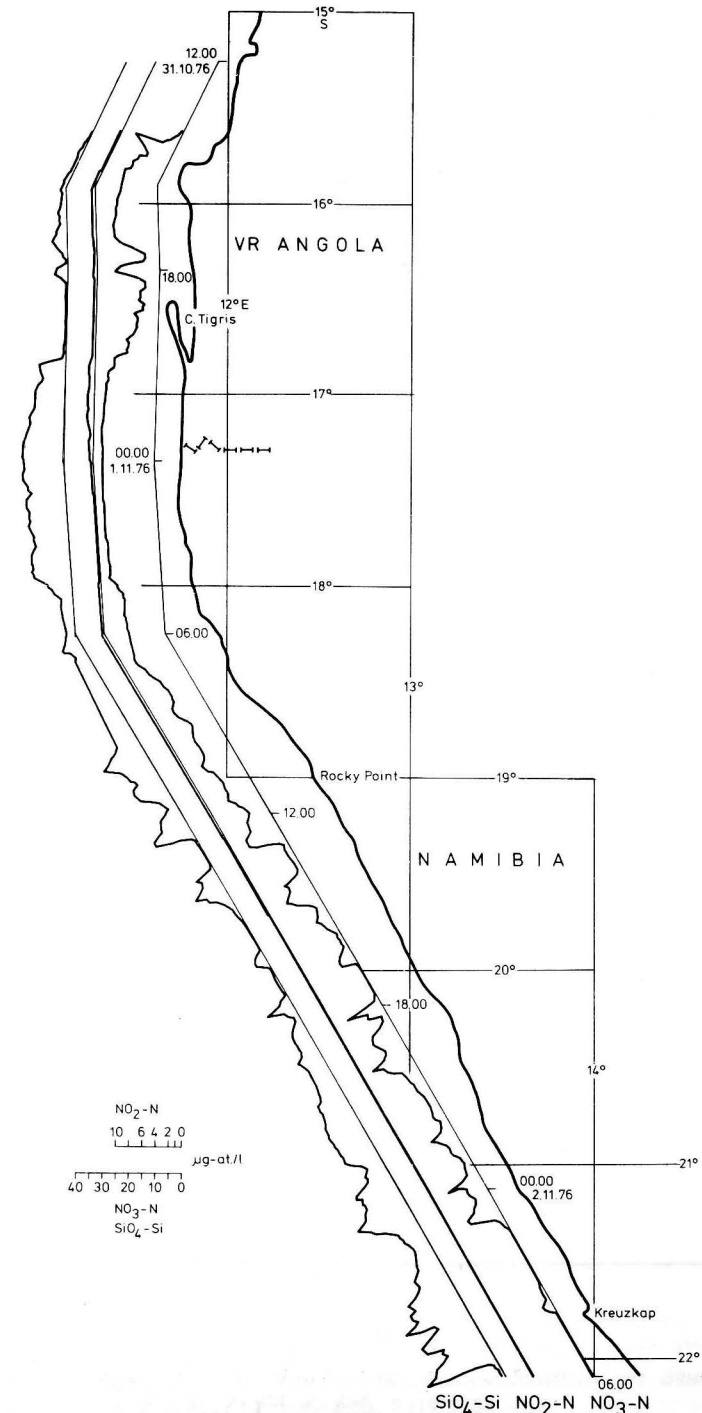 15°
S
12.00
31.10.76
16°
VR ANGOLA
18.00
12°E
C.Tigris
17°
00.00
1.11.76
18°
06.00
13°
Rocky Point
19°
12.00
NAMIBIA
20°
18.00
14°
NO₂-N
10 6 4 2 0
µg-at./l
40 30 20 10 0
NO₃-N
SiO₄-Si
21°
00.00
2.11.76
Kreuzkap
22°
06.00
SiO₄-Si NO₂-N NO₃-N